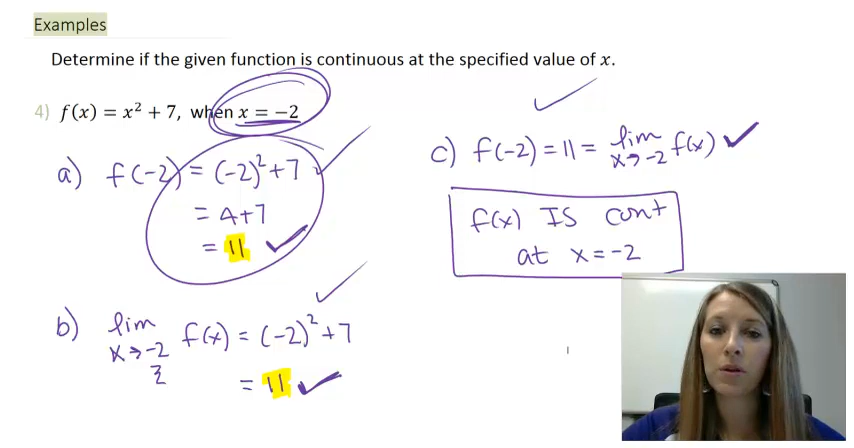 Examples
Determine if the given function is continuous at the specified value of x.
4) f(x) = x² + 7, when x = −2
a) f(-2) = (-2)²+7
= 4+7
= 11
b) lim x→-2 f(x) = (-2)²+7
= 11
c) f(-2) = 11 = lim x→-2 f(x)
f(x) IS cont
at x=-2